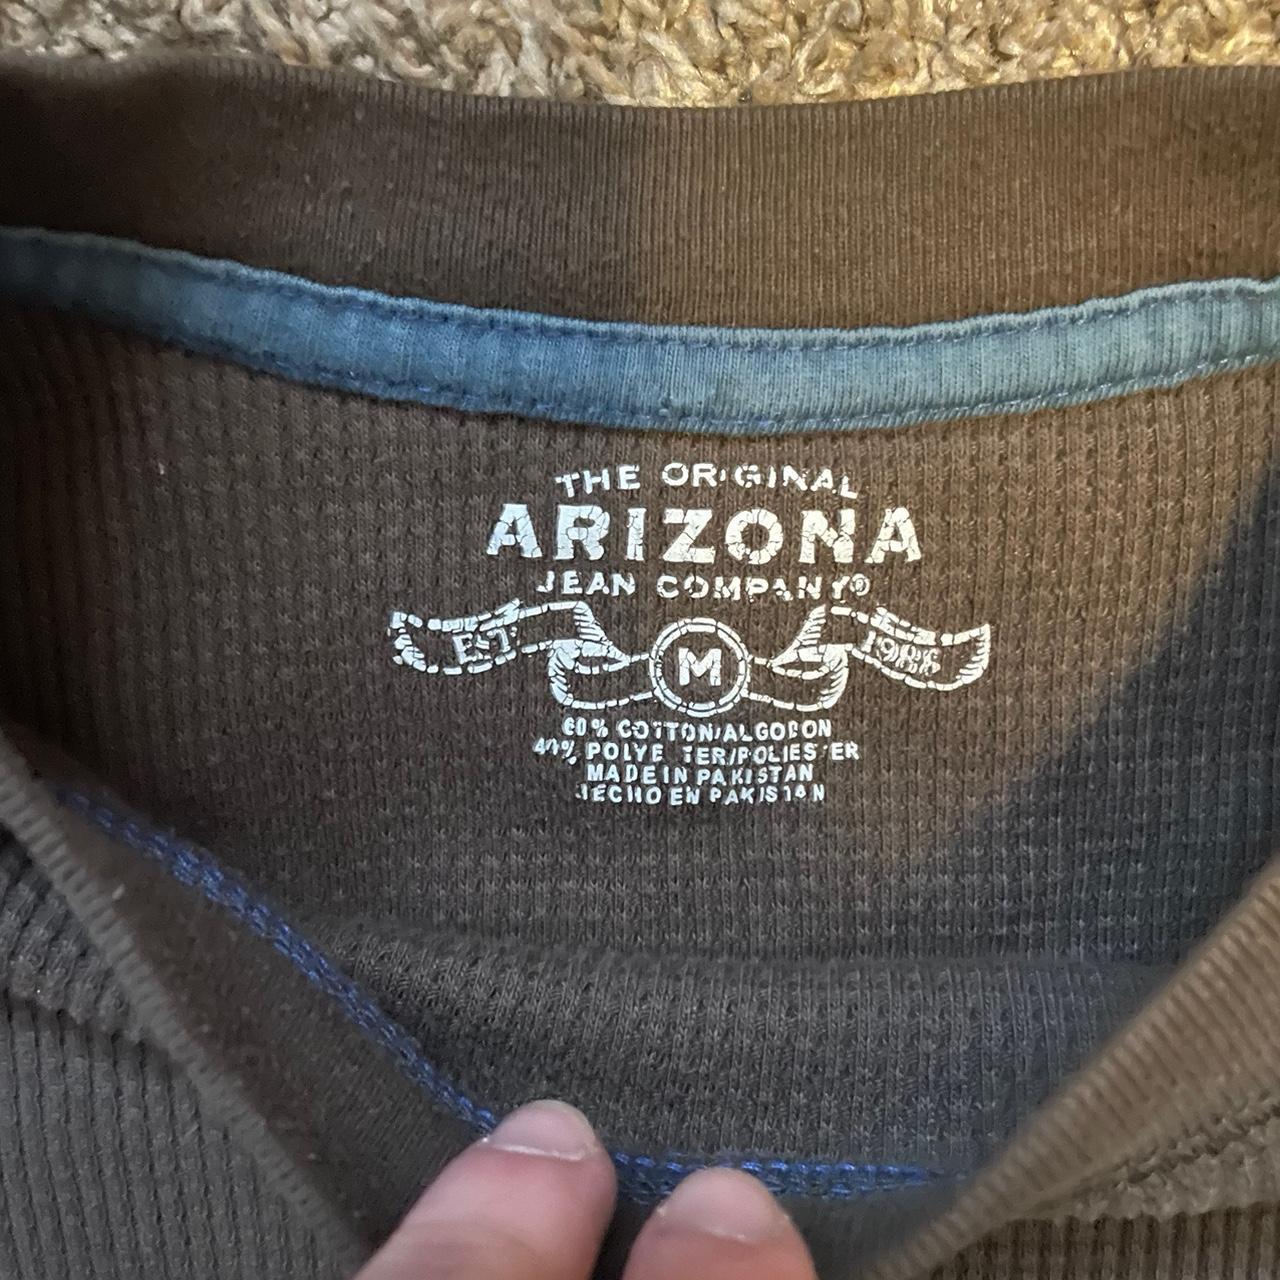 THE ORIGINAL
ARIZONA
JEAN COMPANY®
EST 1986
M
60% COTTON/ALGODON
40% POLYESTER/POLIESTER
MADE IN PAKISTAN
HECHO EN PAKISTAN